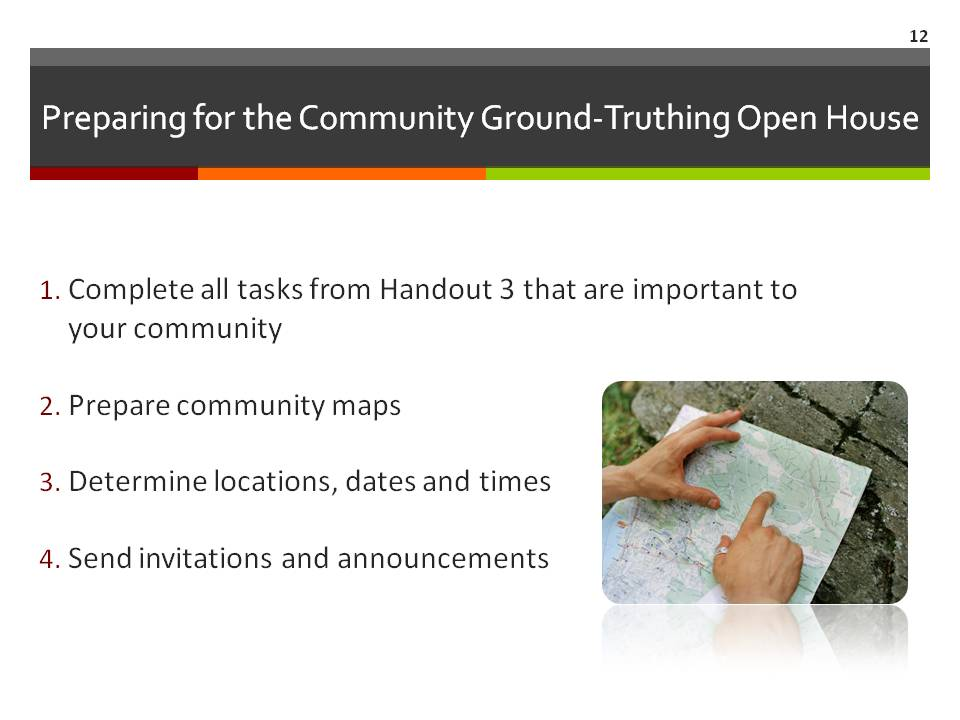 12
Preparing for the Community Ground-Truthing Open House
1. Complete all tasks from Handout 3 that are important to
your community
2. Prepare community maps
3. Determine locations, dates and times
4. Send invitations and announcements